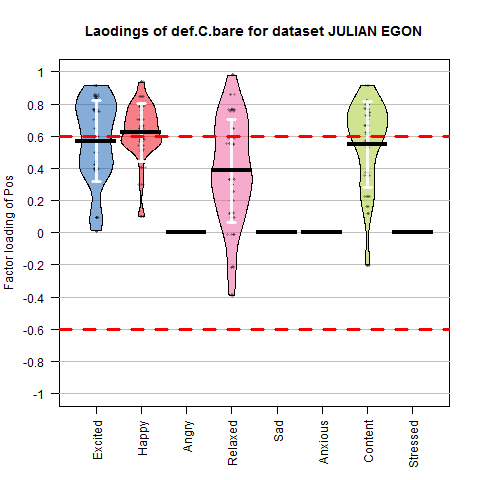 Laodings of def.C.bare for dataset JULIAN EGON
Factor loading of Pos
1
0.8
0.6
0.4
0.2
0
-0.2
-0.4
-0.6
-0.8
-1
Excited
Happy
Angry
Relaxed
Sad
Anxious
Content
Stressed